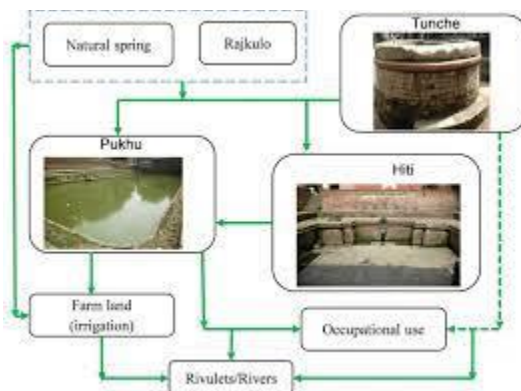 Tunche
Natural spring
Rajkulo
Pukhu
Hiti
Farm land
(irrigation)
Occupational use
Rivulets/Rivers